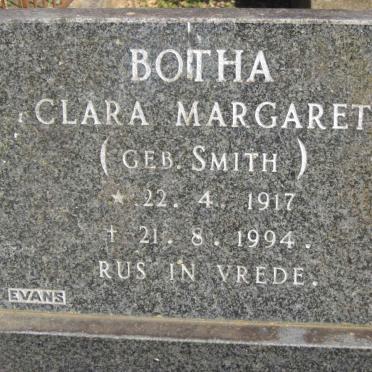 BOTHA
CLARA MARGARET
(GEB. SMITH)
* 22. 4. 1917
† 21. 8. 1994.
RUS IN VREDE.
EVANS